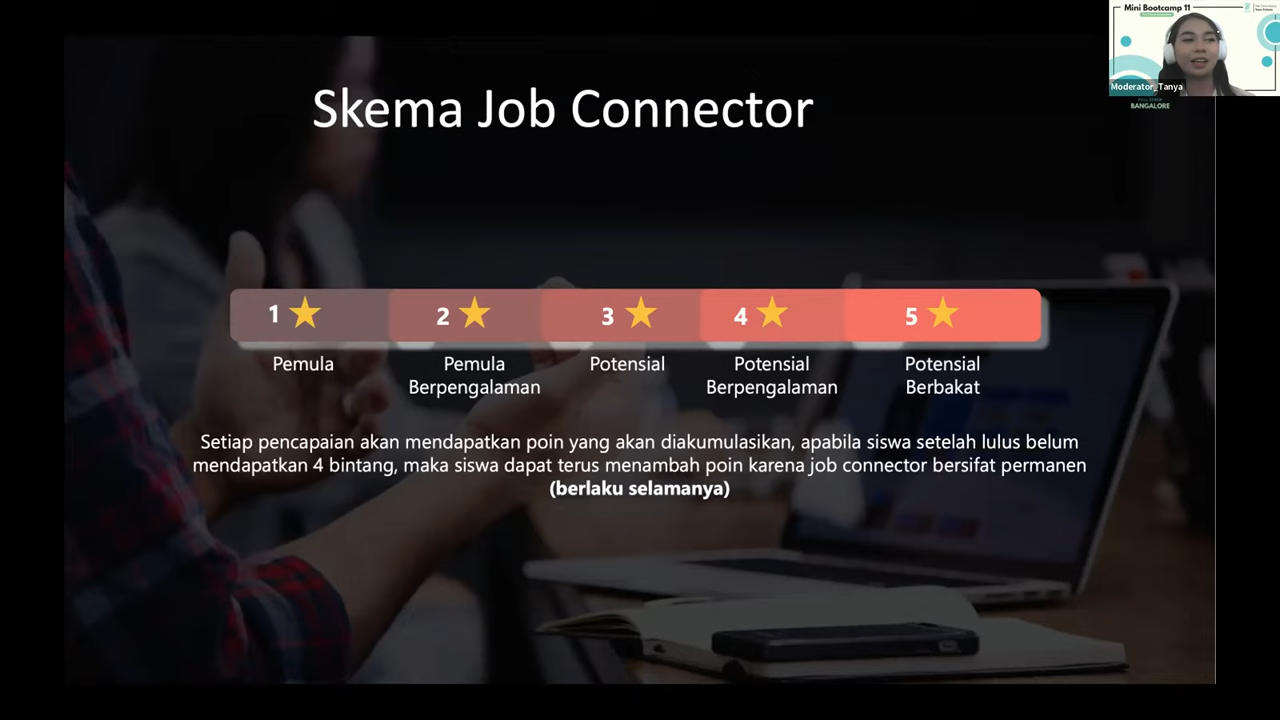 Mini Bootcamp 11
Moderator_Tanya
BANGALORE
Skema Job Connector
1
2
3
4
5
Pemula
Pemula
Berpengalaman
Potensial
Potensial
Berpengalaman
Potensial
Berbakat
Setiap pencapaian akan mendapatkan poin yang akan diakumulasikan, apabila siswa setelah lulus belum
mendapatkan 4 bintang, maka siswa dapat terus menambah poin karena job connector bersifat permanen
(berlaku selamanya)